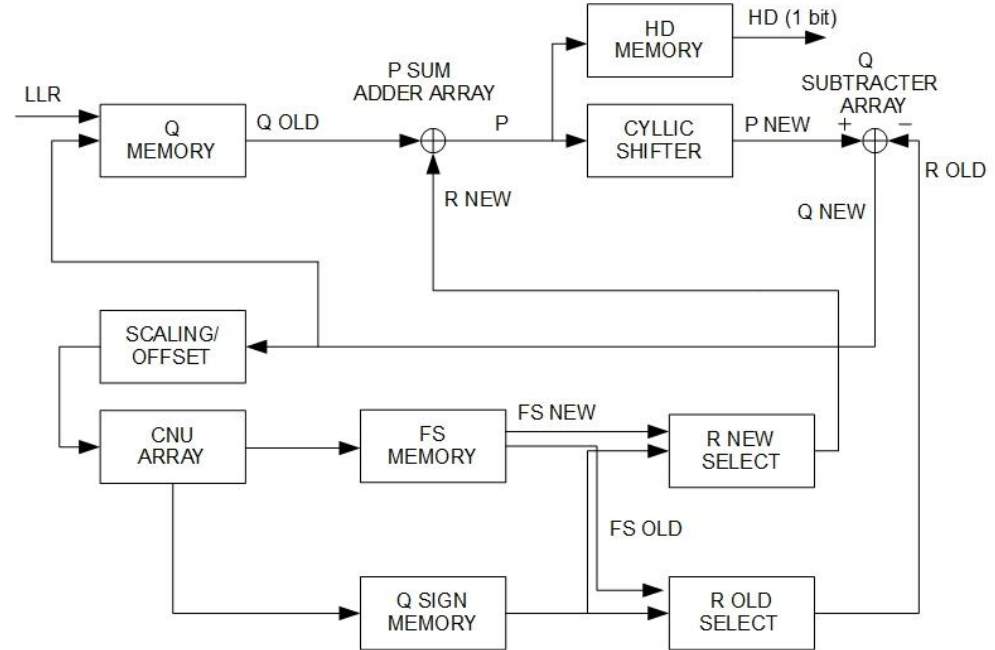 HD (1 bit)
HD
MEMORY
Q
SUBTRACTER
ARRAY
P SUM
ADDER ARRAY
LLR
Q
MEMORY
Q OLD
P
CYLLIC
SHIFTER
P NEW
+
−
R OLD
R NEW
Q NEW
SCALING/
OFFSET
CNU
ARRAY
FS
MEMORY
FS NEW
R NEW
SELECT
FS OLD
Q SIGN
MEMORY
R OLD
SELECT